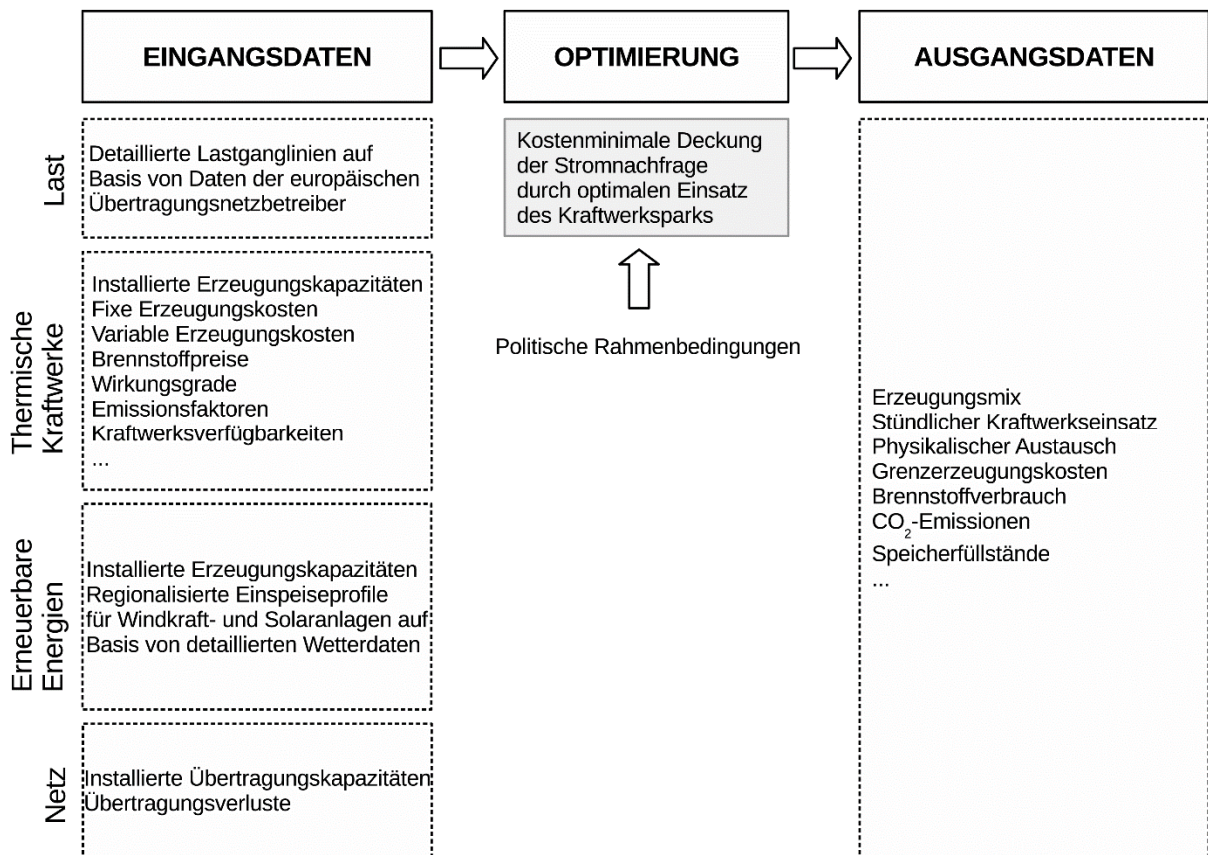 EINGANGSDATEN
OPTIMIERUNG
AUSGANGSDATEN
Last
Detaillierte Lastganglinien auf
Basis von Daten der europäischen
Übertragungsnetzbetreiber
Kostenminimale Deckung
der Stromnachfrage
durch optimalen Einsatz
des Kraftwerksparks
Politische Rahmenbedingungen
Thermische
Kraftwerke
Installierte Erzeugungskapazitäten
Fixe Erzeugungskosten
Variable Erzeugungskosten
Brennstoffpreise
Wirkungsgrade
Emissionsfaktoren
Kraftwerksverfügbarkeiten
...
Erneuerbare
Energien
Installierte Erzeugungskapazitäten
Regionalisierte Einspeiseprofile
für Windkraft- und Solaranlagen auf
Basis von detaillierten Wetterdaten
Netz
Installierte Übertragungskapazitäten
Übertragungsverluste
Erzeugungsmix
Stündlicher Kraftwerkseinsatz
Physikalischer Austausch
Grenzerzeugungskosten
Brennstoffverbrauch
CO₂-Emissionen
Speicherfüllstände
...